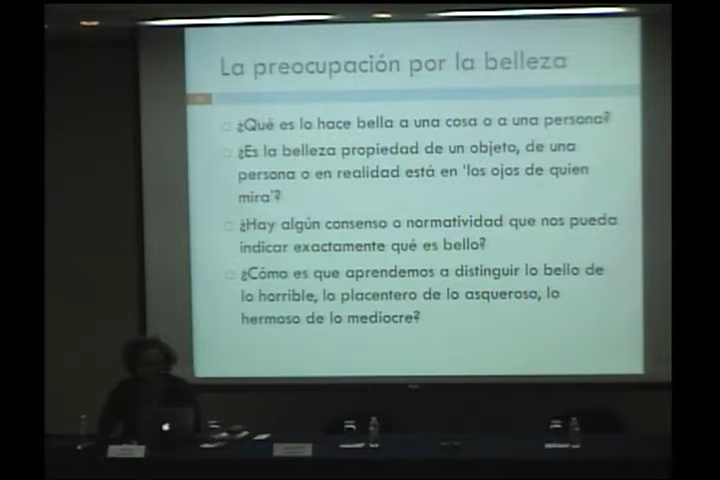 La preocupación por la belleza
¿Qué es lo hace bella a una cosa o a una persona?
¿Es la belleza propiedad de un objeto, de una
persona o en realidad está en 'los ojos de quien
mira'?
¿Hay algún consenso o normatividad que nos pueda
indicar exactamente qué es bello?
¿Cómo es que aprendemos a distinguir lo bello de
lo horrible, lo placentero de lo asqueroso, lo
hermoso de lo mediocre?